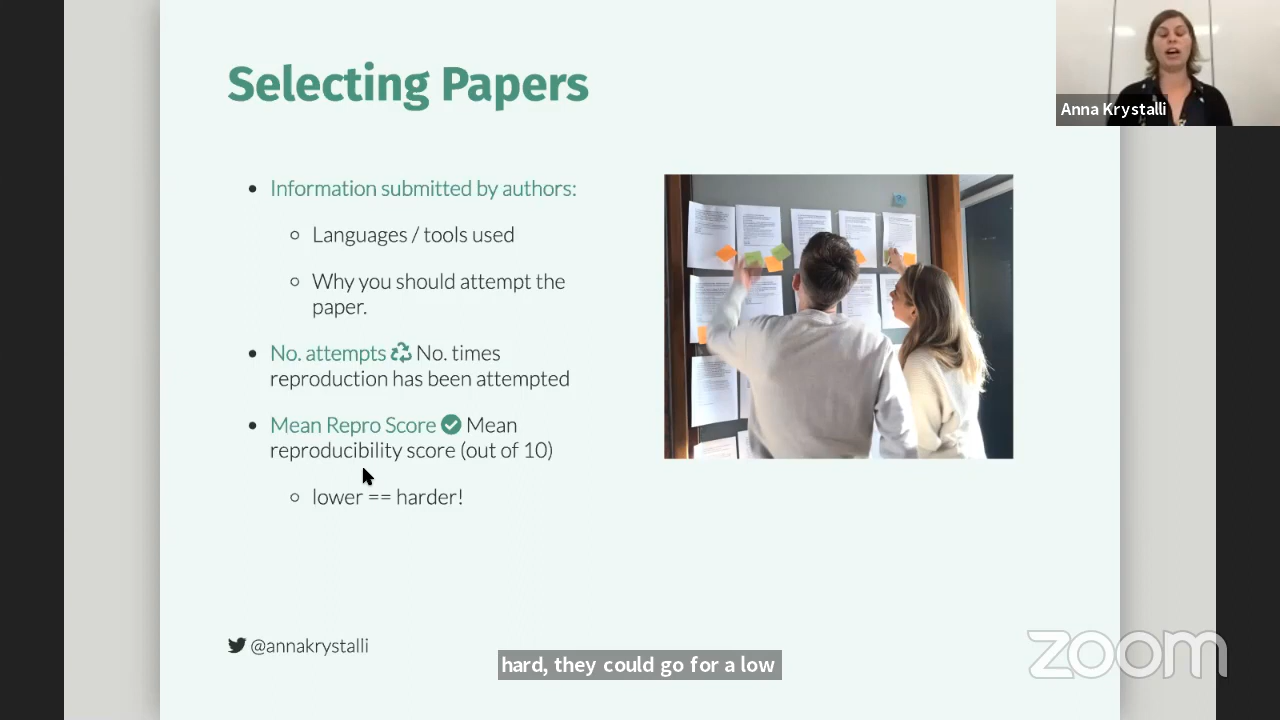 Selecting Papers
Anna Krystalli
• Information submitted by authors:
○ Languages / tools used
○ Why you should attempt the
paper.
• No. attempts No. times
reproduction has been attempted
• Mean Repro Score Mean
reproducibility score (out of 10)
○ lower == harder!
@annakrystalli
hard, they could go for a low
zoom